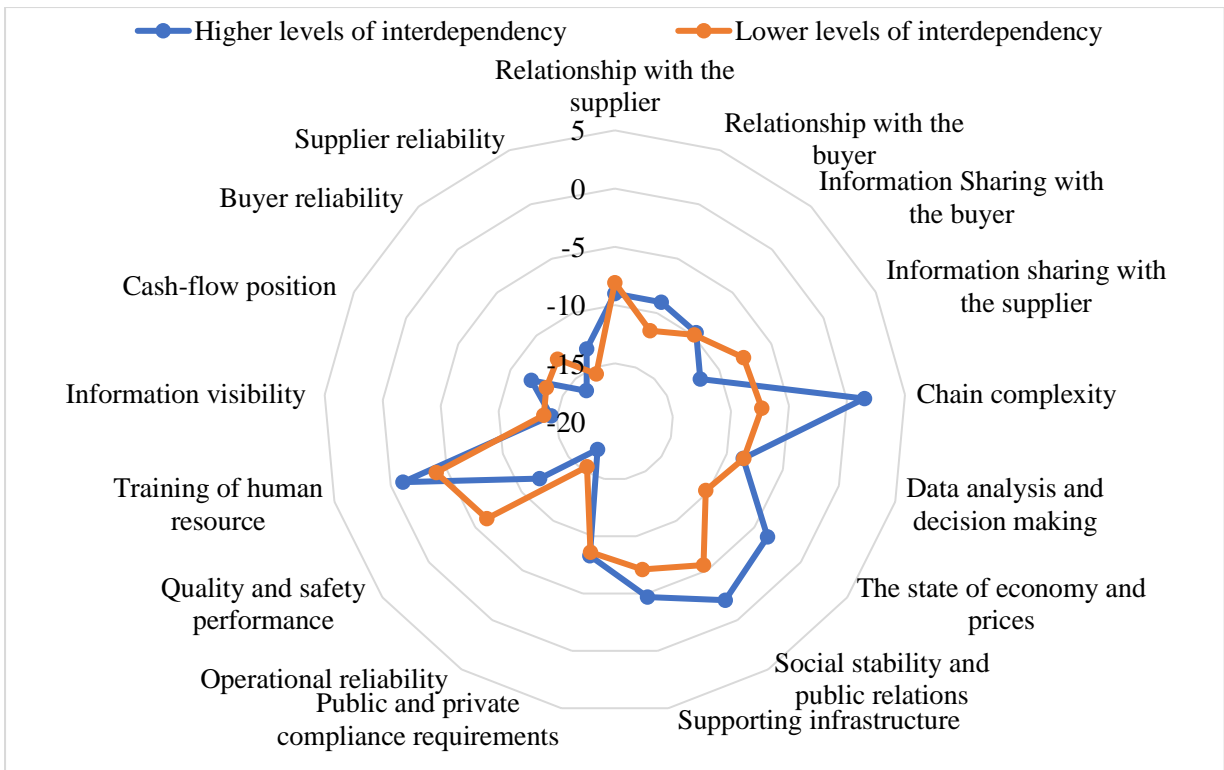 Higher levels of interdependency
Lower levels of interdependency
Relationship with the
supplier
Relationship with the
buyer
Information Sharing with
the buyer
Information sharing with
the supplier
Chain complexity
Data analysis and
decision making
The state of economy and
prices
Social stability and
public relations
Supporting infrastructure
Public and private
compliance requirements
Operational reliability
Quality and safety
performance
Training of human
resource
Information visibility
Cash-flow position
Buyer reliability
Supplier reliability
5
0
-5
-10
-15
-20